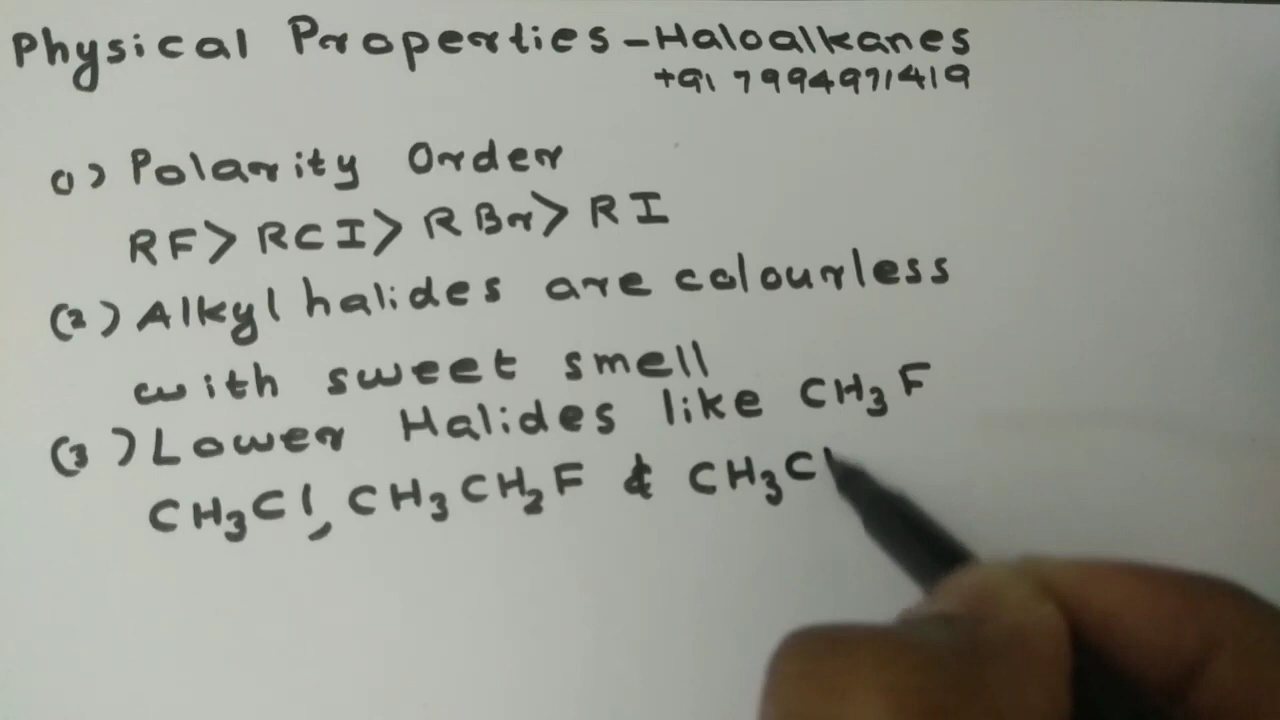 Physical Properties - Haloalkanes
+91 7994971419
(1) Polarity Order
RF > RCI > RBr > RI
(2) Alkyl halides are colourless
with sweet smell
(3) Lower Halides like CH₃F
CH₃Cl, CH₃CH₂F & CH₃C